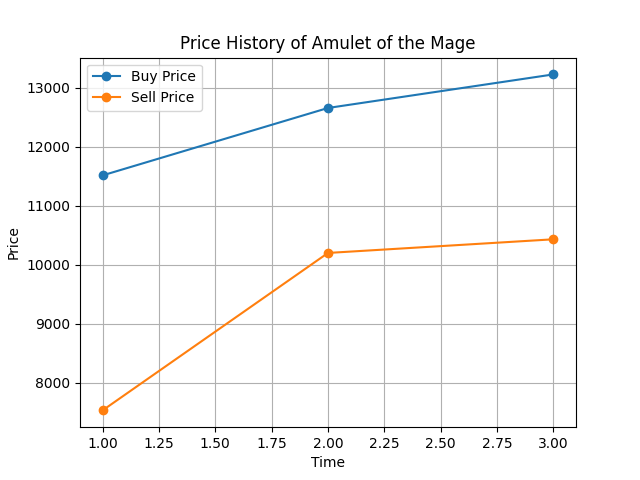 Price History of Amulet of the Mage
Buy Price
Sell Price
13000
12000
11000
10000
9000
8000
Price
1.00 1.25 1.50 1.75 2.00 2.25 2.50 2.75 3.00
Time